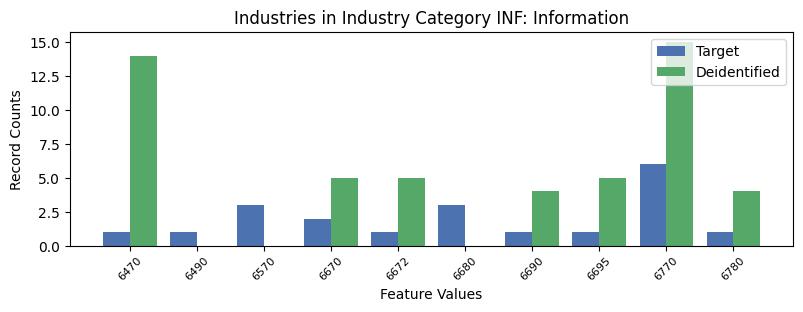 Industries in Industry Category INF: Information
Target
Deidentified
Record Counts
15.0
12.5
10.0
7.5
5.0
2.5
0.0
6470 6490 6570 6670 6672 6680 6690 6695 6770 6780
Feature Values